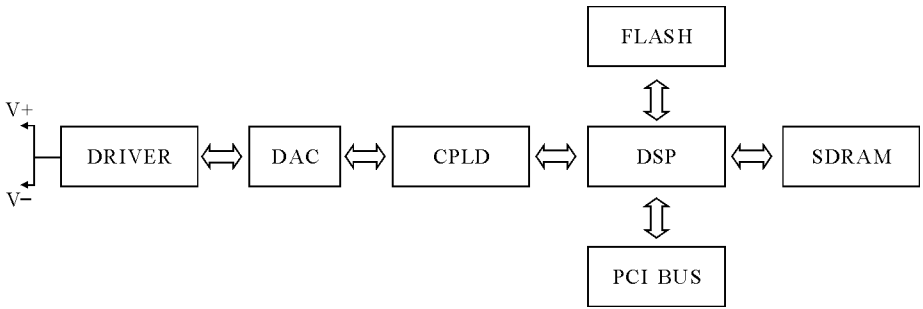 FLASH
V+
DRIVER
DAC
CPLD
DSP
SDRAM
V−
PCI BUS